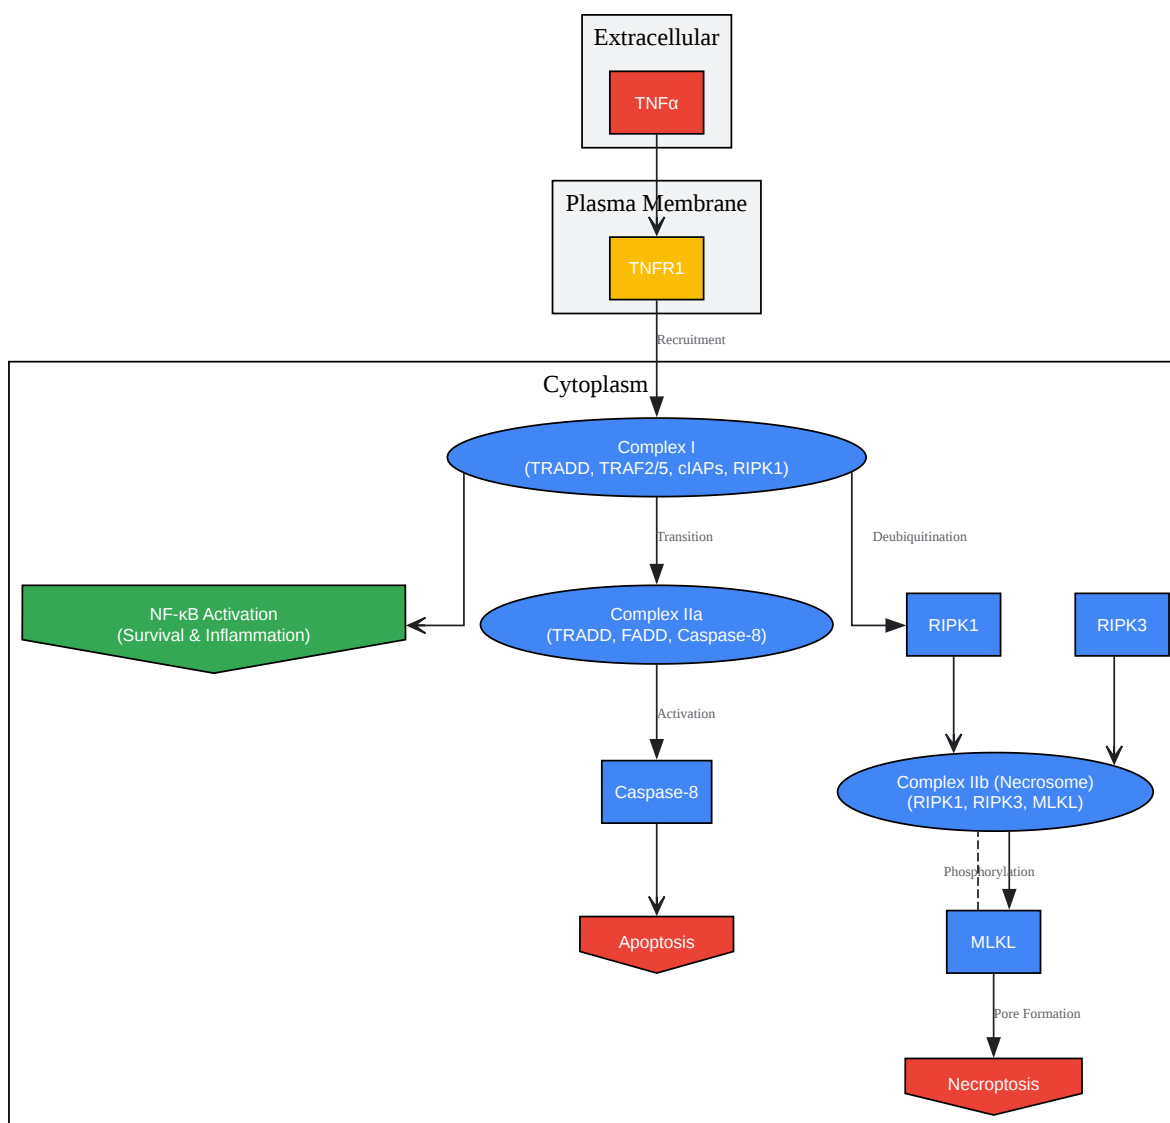 Extracellular
TNFα
Plasma Membrane
TNFR1
Recruitment
Cytoplasm
Complex I
(TRADD, TRAF2/5, cIAPs, RIPK1)
Transition
Deubiquitination
NF-κB Activation
(Survival & Inflammation)
Complex IIa
(TRADD, FADD, Caspase-8)
RIPK1
RIPK3
Activation
Caspase-8
Complex IIb (Necrosome)
(RIPK1, RIPK3, MLKL)
Phosphorylation
Apoptosis
MLKL
Pore Formation
Necroptosis